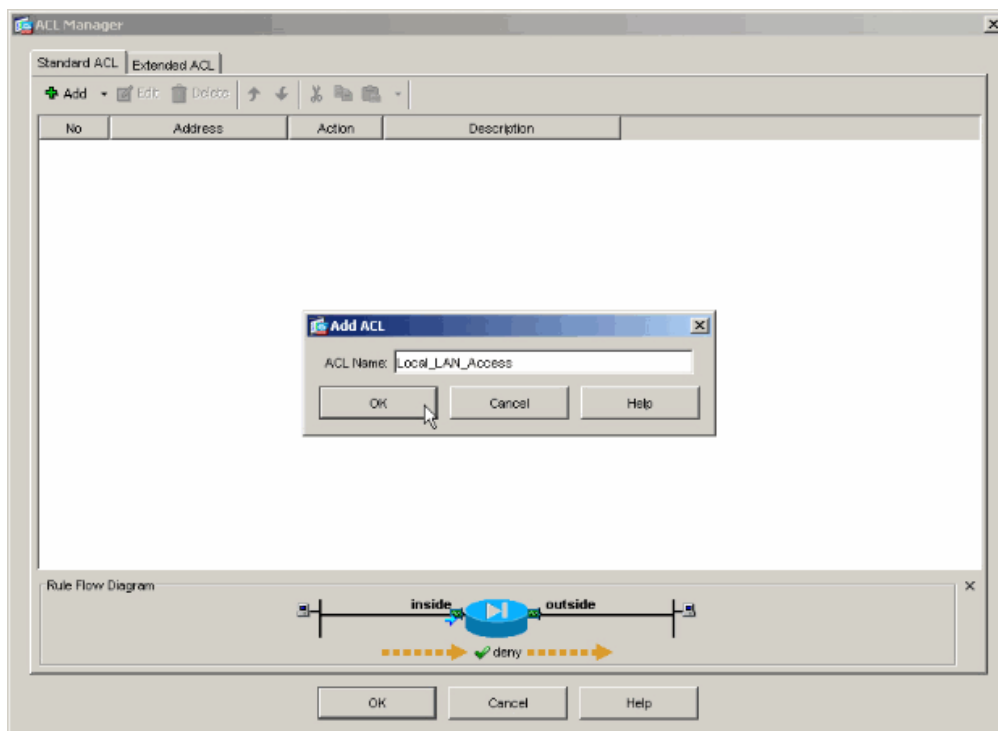 ACL Manager
Standard ACL Extended ACL
Add Edit Delete
No Address Action Description
Add ACL
ACL Name: Local_LAN_Access
OK Cancel Help
Rule Flow Diagram
inside outside
deny
OK Cancel Help